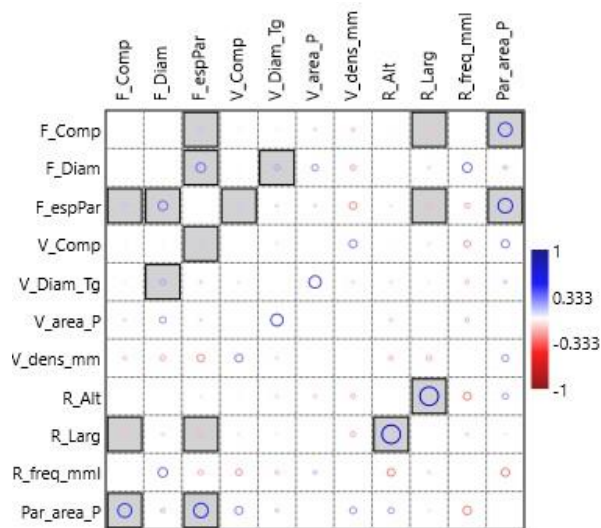 F_Comp
F_Diam
F_espPar
V_Comp
V_Diam_Tg
V_area_P
V_dens_mm
R_Alt
R_Larg
R_freq_mml
Par_area_P
F_Comp
F_Diam
F_espPar
V_Comp
V_Diam_Tg
V_area_P
V_dens_mm
R_Alt
R_Larg
R_freq_mml
Par_area_P
1
0.333
-0.333
-1